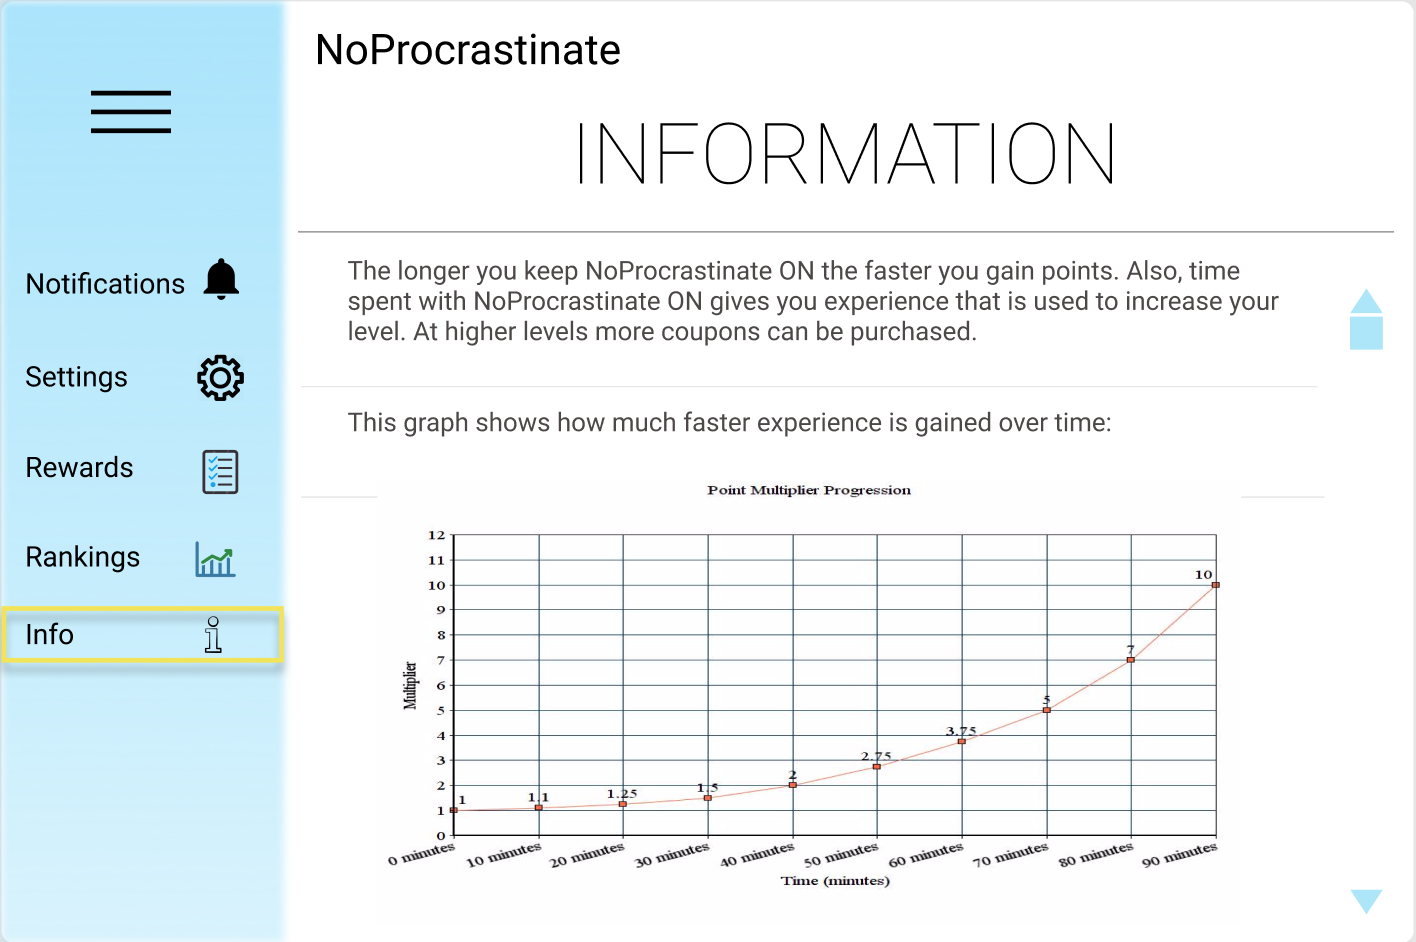 NoProcrastinate
INFORMATION
Notifications
Settings
Rewards
Rankings
Info
The longer you keep NoProcrastinate ON the faster you gain points. Also, time
spent with NoProcrastinate ON gives you experience that is used to increase your
level. At higher levels more coupons can be purchased.
This graph shows how much faster experience is gained over time:
Point Multiplier Progression
Multiplier
12
11
10
9
8
7
6
5
4
3
2
1
0
1
1.1
1.25
1.5
2
2.75
3.75
5
7
10
0 minutes
10 minutes
20 minutes
30 minutes
40 minutes
50 minutes
60 minutes
70 minutes
80 minutes
90 minutes
Time (minutes)